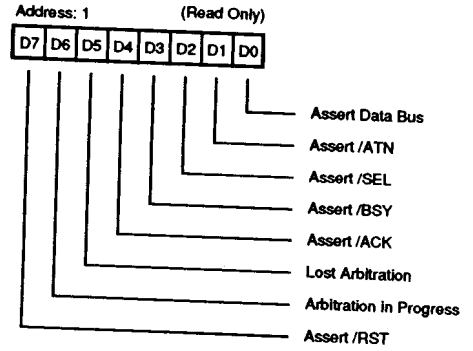 Address: 1 (Read Only)
D7 D6 D5 D4 D3 D2 D1 D0
Assert Data Bus
Assert /ATN
Assert /SEL
Assert /BSY
Assert /ACK
Lost Arbitration
Arbitration in Progress
Assert /RST